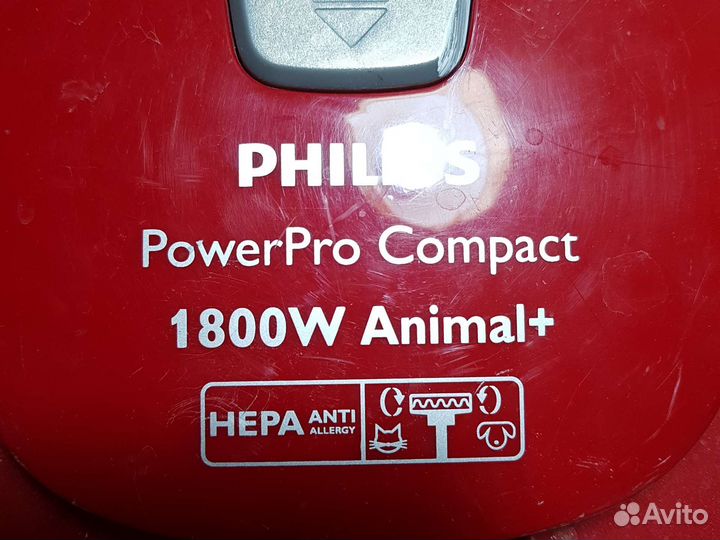 PHILIPS
PowerPro Compact
1800W Animal+
HEPA ANTI ALLERGY
Avito